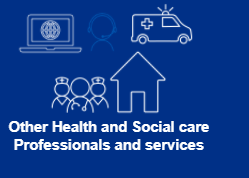 Other Health and Social care
Professionals and services